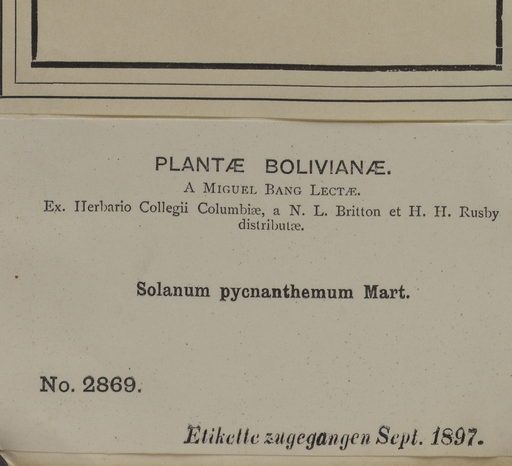 PLANTÆ BOLIVIANÆ.
A Miguel Bang Lectæ.
Ex. Herbario Collegii Columbiæ, a N. L. Britton et H. H. Rusby
distributæ.
Solanum pycnanthemum Mart.
No. 2869.
Etikette zugegangen Sept. 1897.